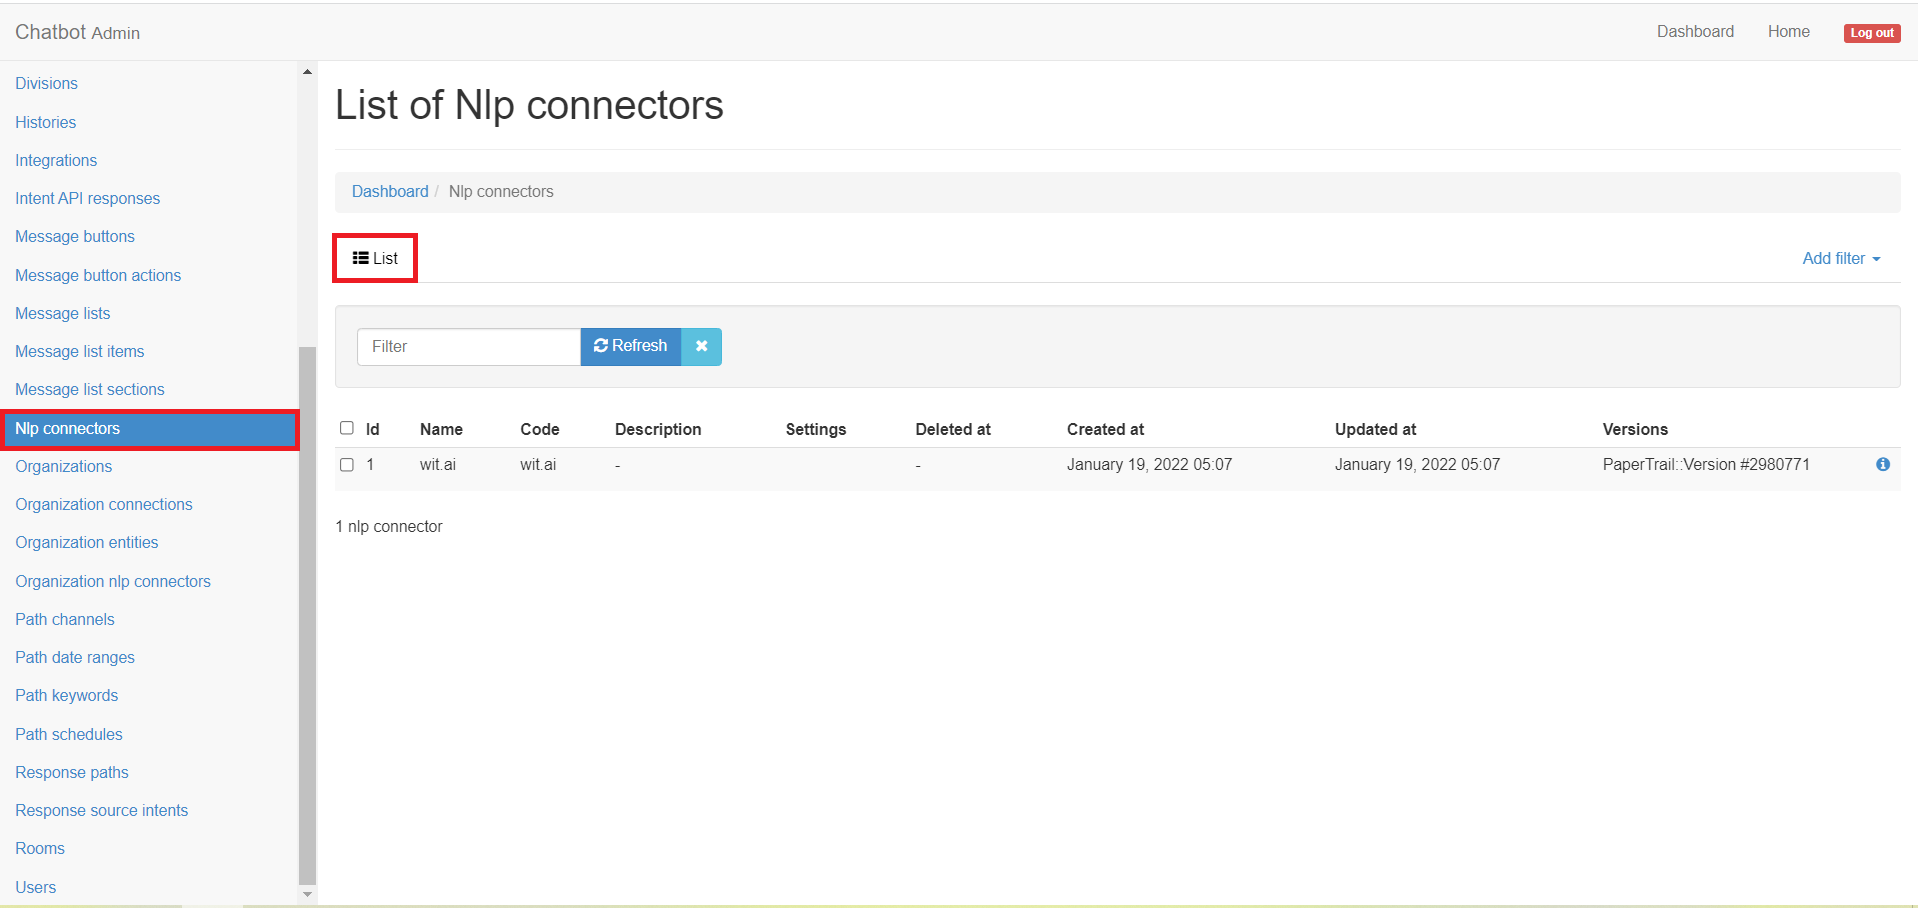 Chatbot Admin
Dashboard Home Log out
Divisions
Histories
Integrations
Intent API responses
Message buttons
Message button actions
Message lists
Message list items
Message list sections
Nlp connectors
Organizations
Organization connections
Organization entities
Organization nlp connectors
Path channels
Path date ranges
Path keywords
Path schedules
Response paths
Response source intents
Rooms
Users
List of Nlp connectors
Dashboard / Nlp connectors
List
Add filter
Filter Refresh
Id Name Code Description Settings Deleted at Created at Updated at Versions
1 wit.ai wit.ai - - January 19, 2022 05:07 January 19, 2022 05:07 PaperTrail::Version #2980771
1 nlp connector